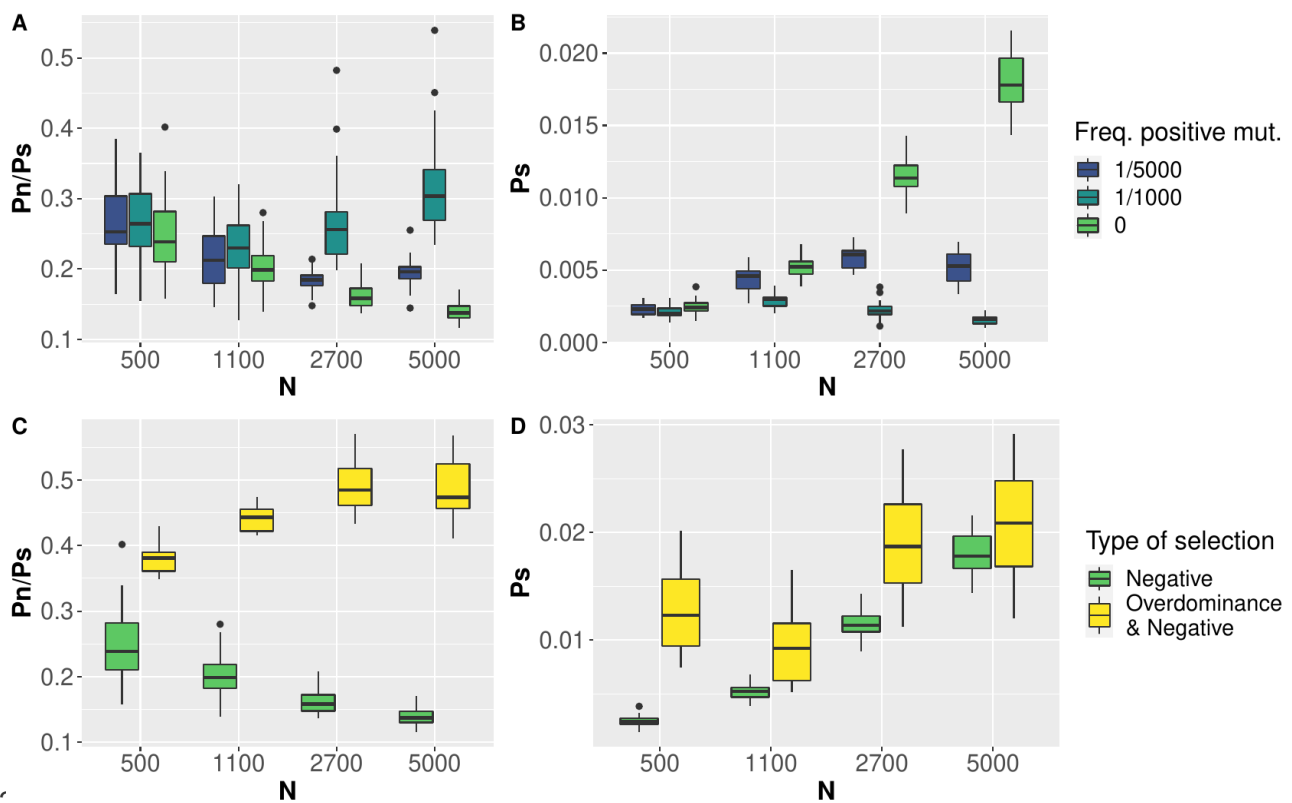 A
Pn/Ps
0.5
0.4
0.3
0.2
0.1
500 1100 2700 5000
N
B
Ps
0.020
0.015
0.010
0.005
0.000
500 1100 2700 5000
N
Freq. positive mut.
1/5000
1/1000
0
C
Pn/Ps
0.5
0.4
0.3
0.2
0.1
500 1100 2700 5000
N
D
Ps
0.03
0.02
0.01
500 1100 2700 5000
N
Type of selection
Negative
Overdominance
& Negative